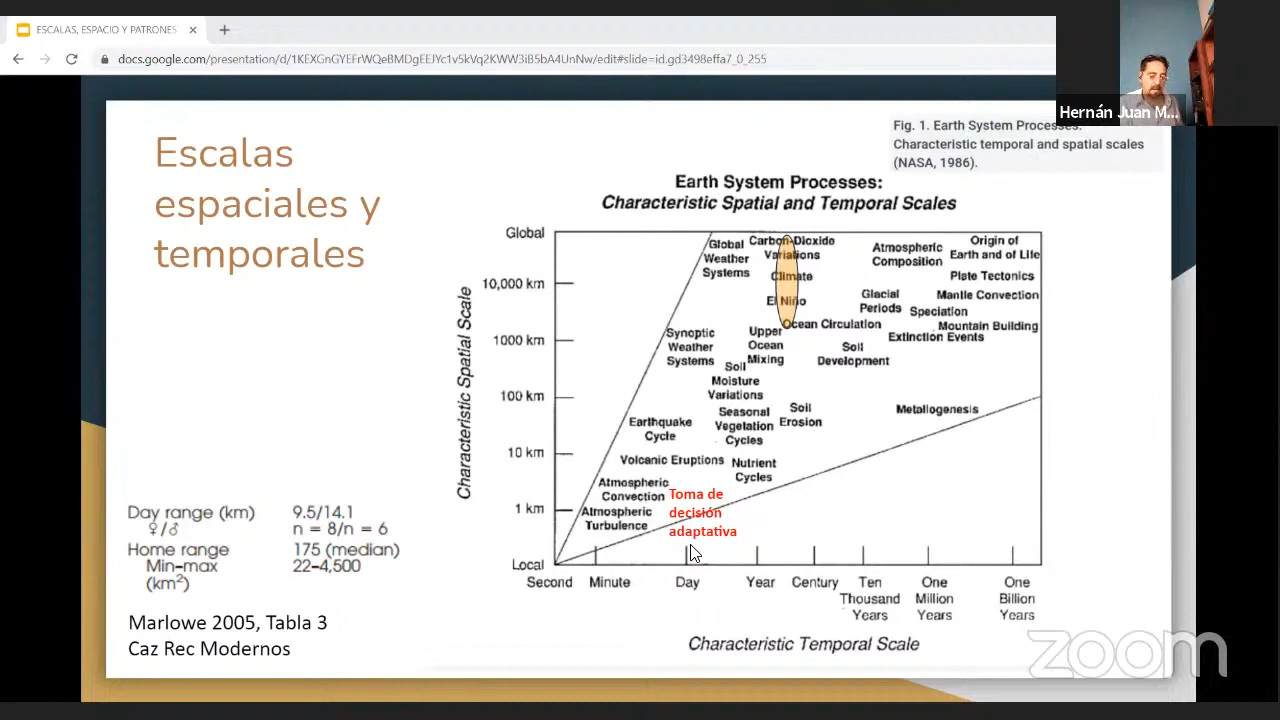 ESCALAS, ESPACIO Y PATRONES
docs.google.com/presentation/d/1KEXGnGYEFrWQeBMDgEEJYc1v5kVq2KWW3iB5bA4UnNw/edit#slide=id.gd3498effa7_0_255
Hernán Juan M...
Escalas
espaciales y
temporales
Fig. 1. Earth System Processes:
Characteristic temporal and spatial scales
(NASA, 1986).
Earth System Processes:
Characteristic Spatial and Temporal Scales
Characteristic Spatial Scale
Global
10,000 km
1000 km
100 km
10 km
1 km
Local
Global
Weather
Systems
Carbon-Dioxide
Variations
Climate
El Niño
Atmospheric
Composition
Origin of
Earth and of Life
Plate Tectonics
Mantle Convection
Glacial
Periods
Speciation
Ocean Circulation
Mountain Building
Extinction Events
Synoptic
Weather
Systems
Upper
Ocean
Mixing
Soil
Development
Soil
Moisture
Variations
Earthquake
Cycle
Seasonal
Vegetation
Cycles
Soil
Erosion
Metallogenesis
Volcanic Eruptions
Nutrient
Cycles
Atmospheric
Convection
Atmospheric
Turbulence
Toma de
decisión
adaptativa
Second
Minute
Day
Year
Century
Ten
Thousand
Years
One
Million
Years
One
Billion
Years
Characteristic Temporal Scale
Day range (km) 9.5/14.1
♀/♂ n = 8/n = 6
Home range 175 (median)
Min–max 22–4,500
(km²)
Marlowe 2005, Tabla 3
Caz Rec Modernos
zoom